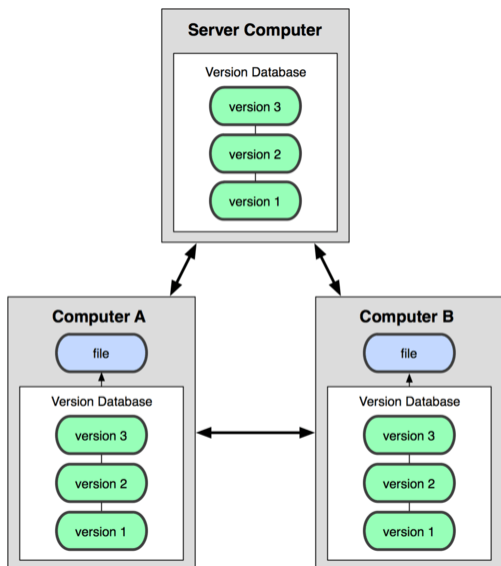 Server Computer
Version Database
version 3
version 2
version 1
Computer A
file
Version Database
version 3
version 2
version 1
Computer B
file
Version Database
version 3
version 2
version 1